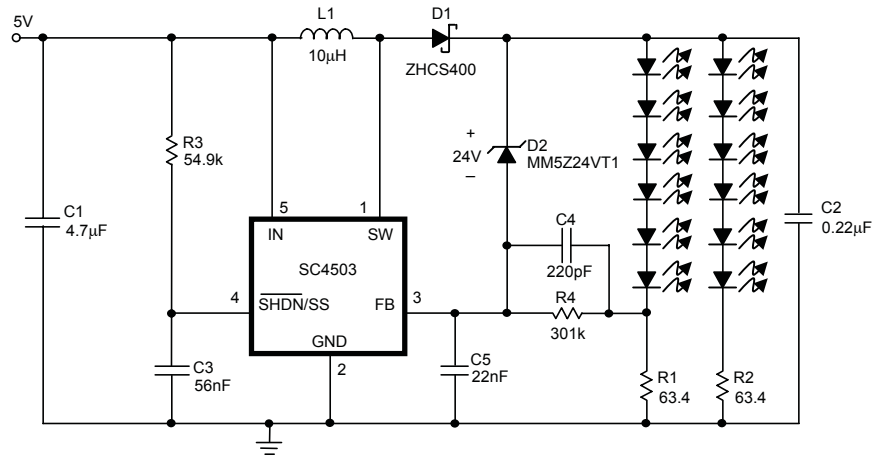 5V
L1
10µH
D1
ZHCS400
R3
54.9k
+
24V
–
D2
MM5Z24VT1
C1
4.7µF
5
1
IN
SW
C4
220pF
C2
0.22µF
SC4503
4
SHDN/SS
FB
3
R4
301k
GND
2
C3
56nF
C5
22nF
R1
63.4
R2
63.4